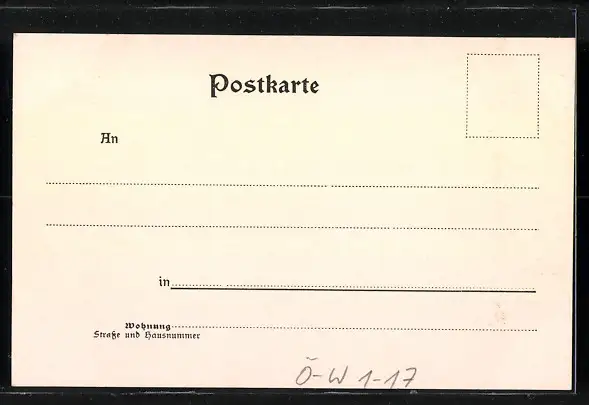 Postkarte
An
in
Wohnung
Straße und Hausnummer
Ö-W 1-17